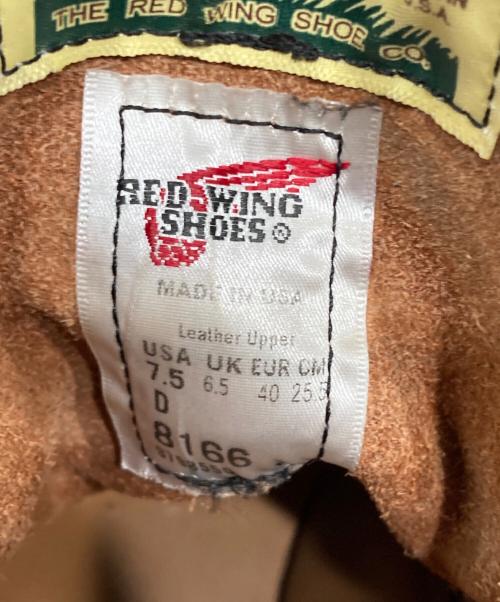 IN
U.S.A
THE RED WING SHOE CO.
RED WING
SHOES®
MADE IN USA
Leather Upper
USA UK EUR CM
7.5 6.5 40 25.5
D
8166